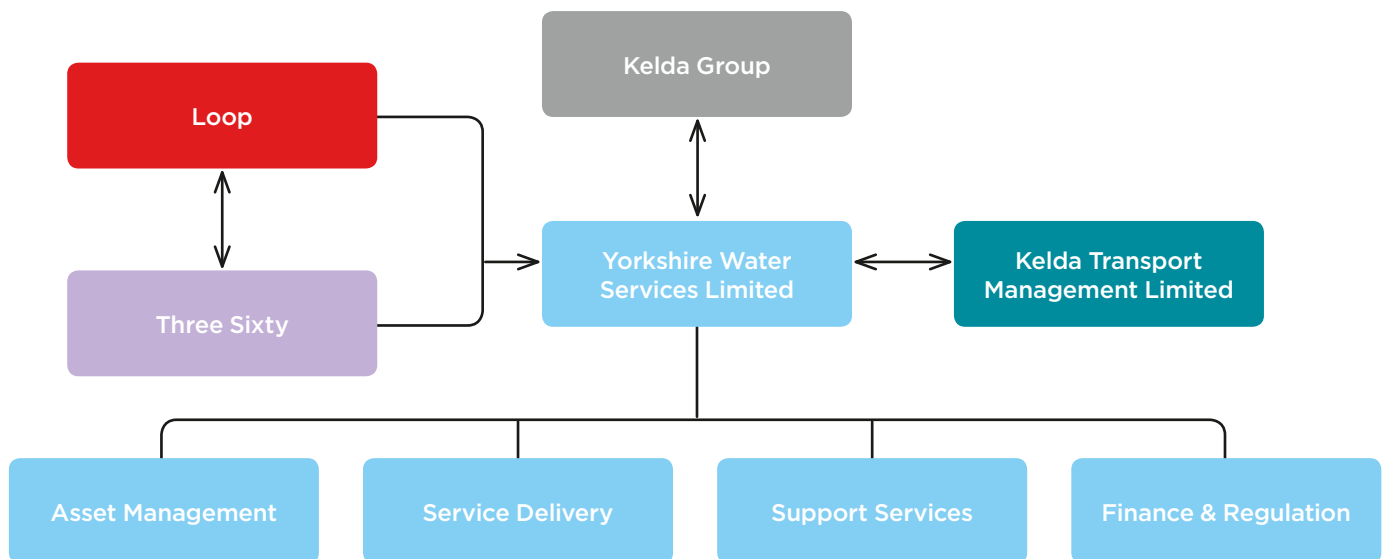 Kelda Group
Loop
Yorkshire Water
Services Limited
Kelda Transport
Management Limited
Three Sixty
Asset Management
Service Delivery
Support Services
Finance & Regulation